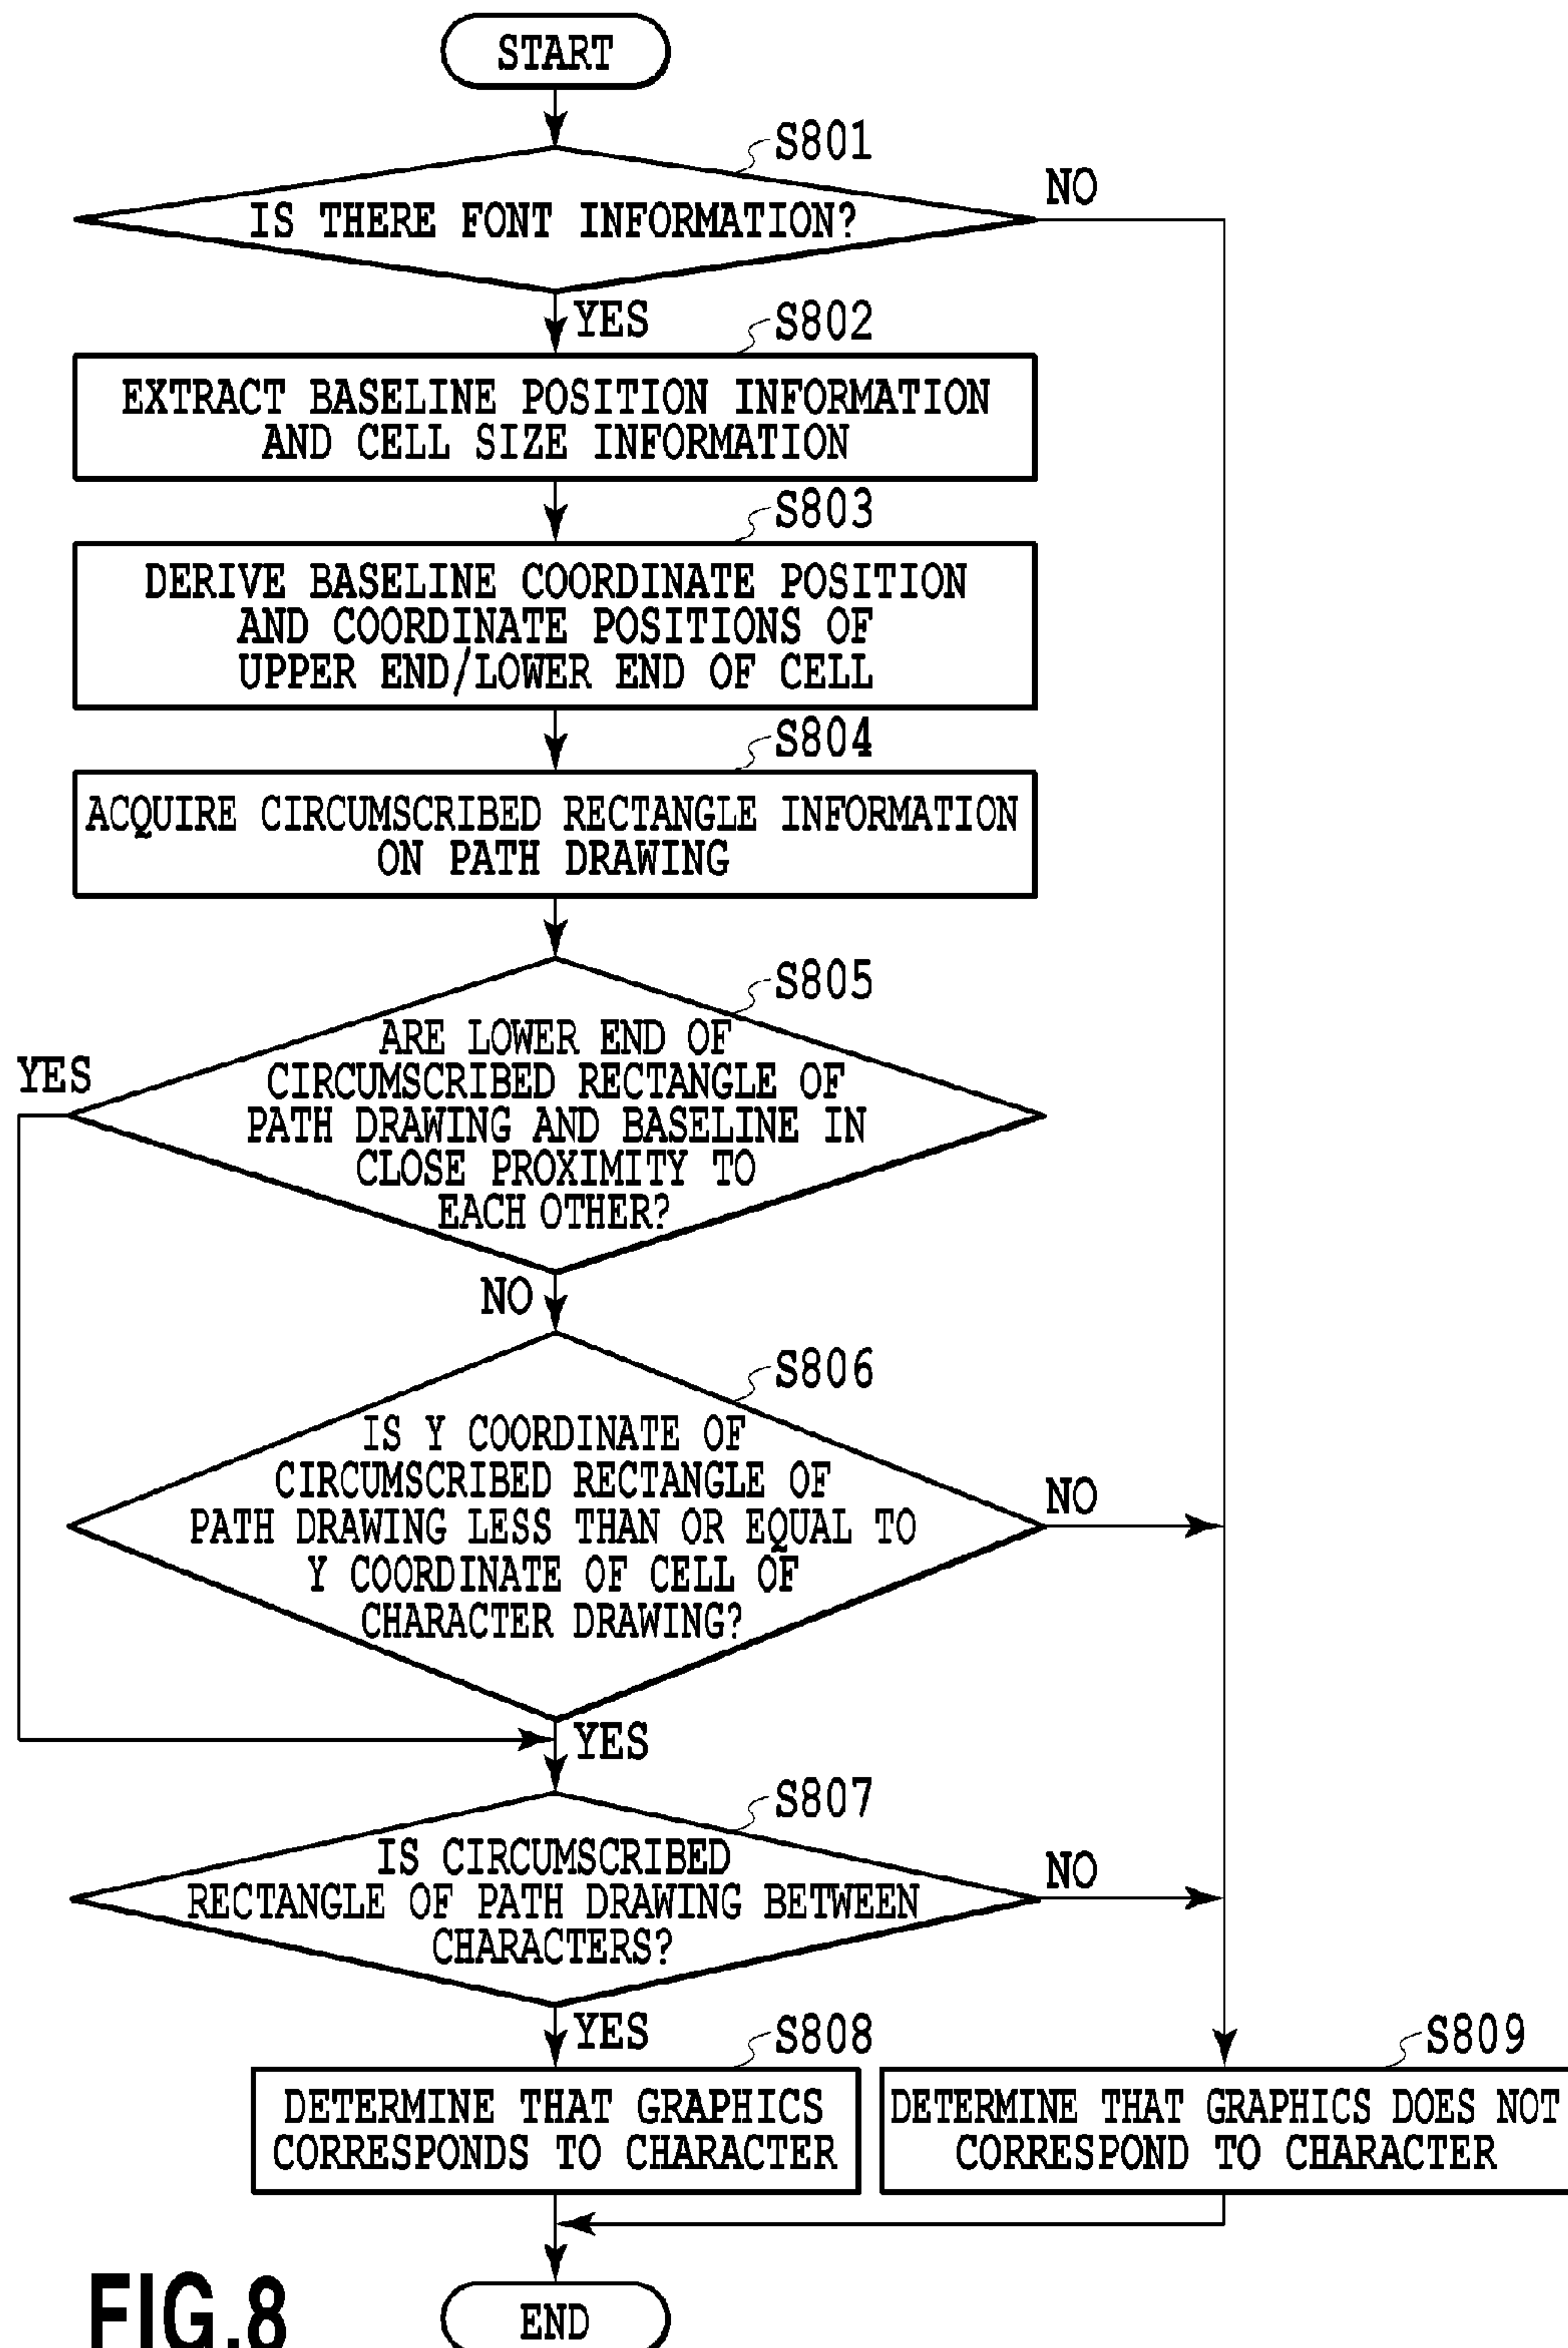 START
S801
NO
IS THERE FONT INFORMATION?
YES
S802
EXTRACT BASELINE POSITION INFORMATION
AND CELL SIZE INFORMATION
S803
DERIVE BASELINE COORDINATE POSITION
AND COORDINATE POSITIONS OF
UPPER END/LOWER END OF CELL
S804
ACQUIRE CIRCUMSCRIBED RECTANGLE INFORMATION
ON PATH DRAWING
S805
ARE LOWER END OF
CIRCUMSCRIBED RECTANGLE OF
PATH DRAWING AND BASELINE IN
CLOSE PROXIMITY TO
EACH OTHER?
YES
NO
S806
IS Y COORDINATE OF
CIRCUMSCRIBED RECTANGLE OF
PATH DRAWING LESS THAN OR EQUAL TO
Y COORDINATE OF CELL OF
CHARACTER DRAWING?
NO
YES
S807
IS CIRCUMSCRIBED
RECTANGLE OF PATH DRAWING BETWEEN
CHARACTERS?
NO
YES
S808
DETERMINE THAT GRAPHICS
CORRESPONDS TO CHARACTER
S809
DETERMINE THAT GRAPHICS DOES NOT
CORRESPOND TO CHARACTER
END
FIG.8